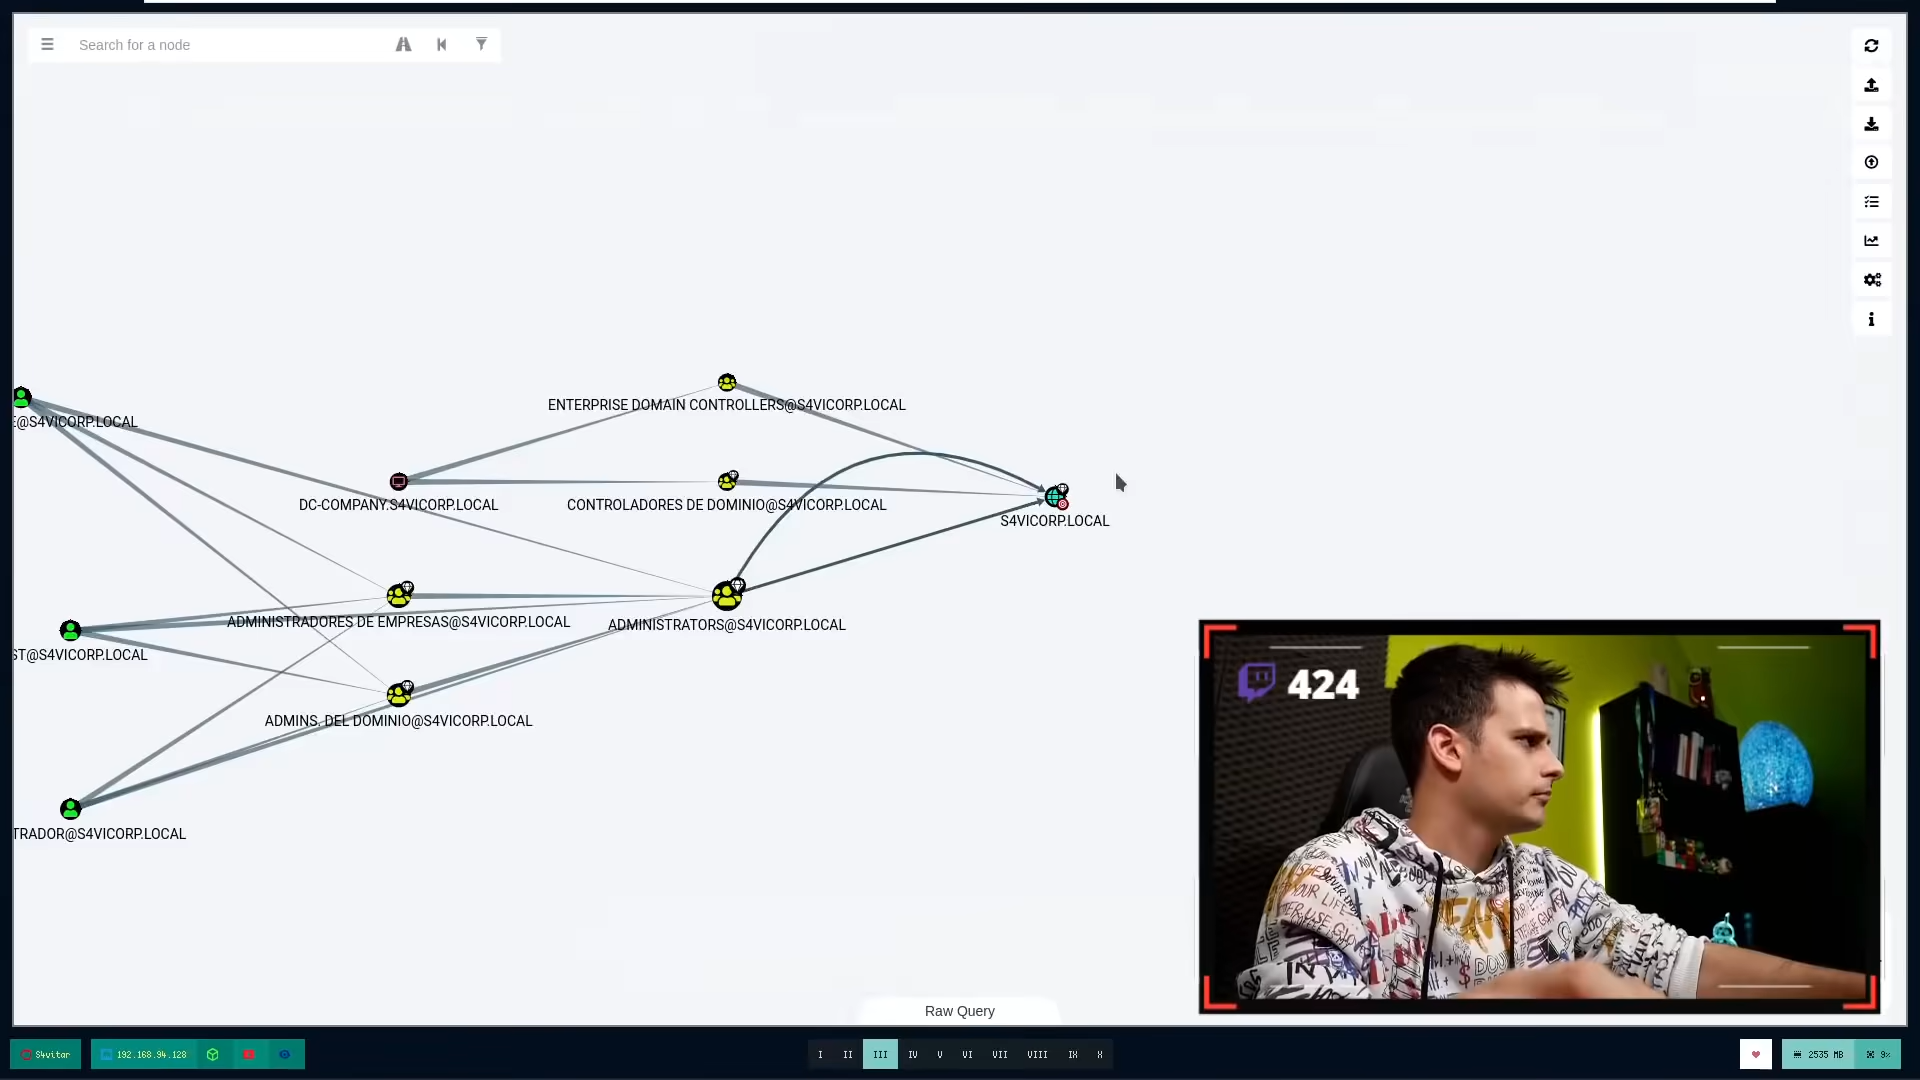 Search for a node
ENTERPRISE DOMAIN CONTROLLERS@S4VICORP.LOCAL
E@S4VICORP.LOCAL
DC-COMPANY.S4VICORP.LOCAL
CONTROLADORES DE DOMINIO@S4VICORP.LOCAL
S4VICORP.LOCAL
ADMINISTRADORES DE EMPRESAS@S4VICORP.LOCAL
ADMINISTRATORS@S4VICORP.LOCAL
ST@S4VICORP.LOCAL
424
ADMINS. DEL DOMINIO@S4VICORP.LOCAL
TRADOR@S4VICORP.LOCAL
Raw Query
S4vitar
192.168.94.128
I II III IV V VI VII VIII IX X
2535 MB
9%